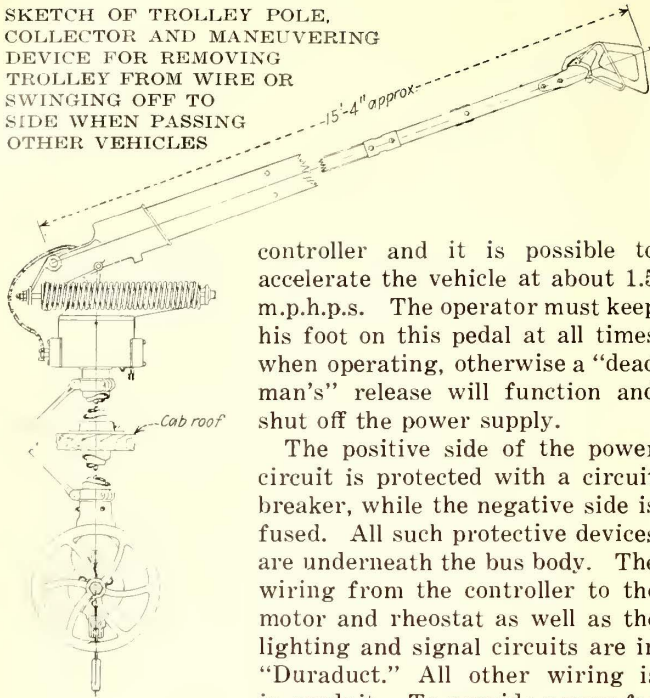 SKETCH OF TROLLEY POLE,
COLLECTOR AND MANEUVERING
DEVICE FOR REMOVING
TROLLEY FROM WIRE OR
SWINGING OFF TO
SIDE WHEN PASSING
OTHER VEHICLES
15'-4" approx.
Cab roof
controller and it is possible to
accelerate the vehicle at about 1.5
m.p.h.p.s. The operator must keep
his foot on this pedal at all times
when operating, otherwise a “dead
man's” release will function and
shut off the power supply.
The positive side of the power
circuit is protected with a circuit
breaker, while the negative side is
fused. All such protective devices
are underneath the bus body. The
wiring from the controller to the
motor and rheostat as well as the
lighting and signal circuits are in
“Duraduct.” All other wiring is